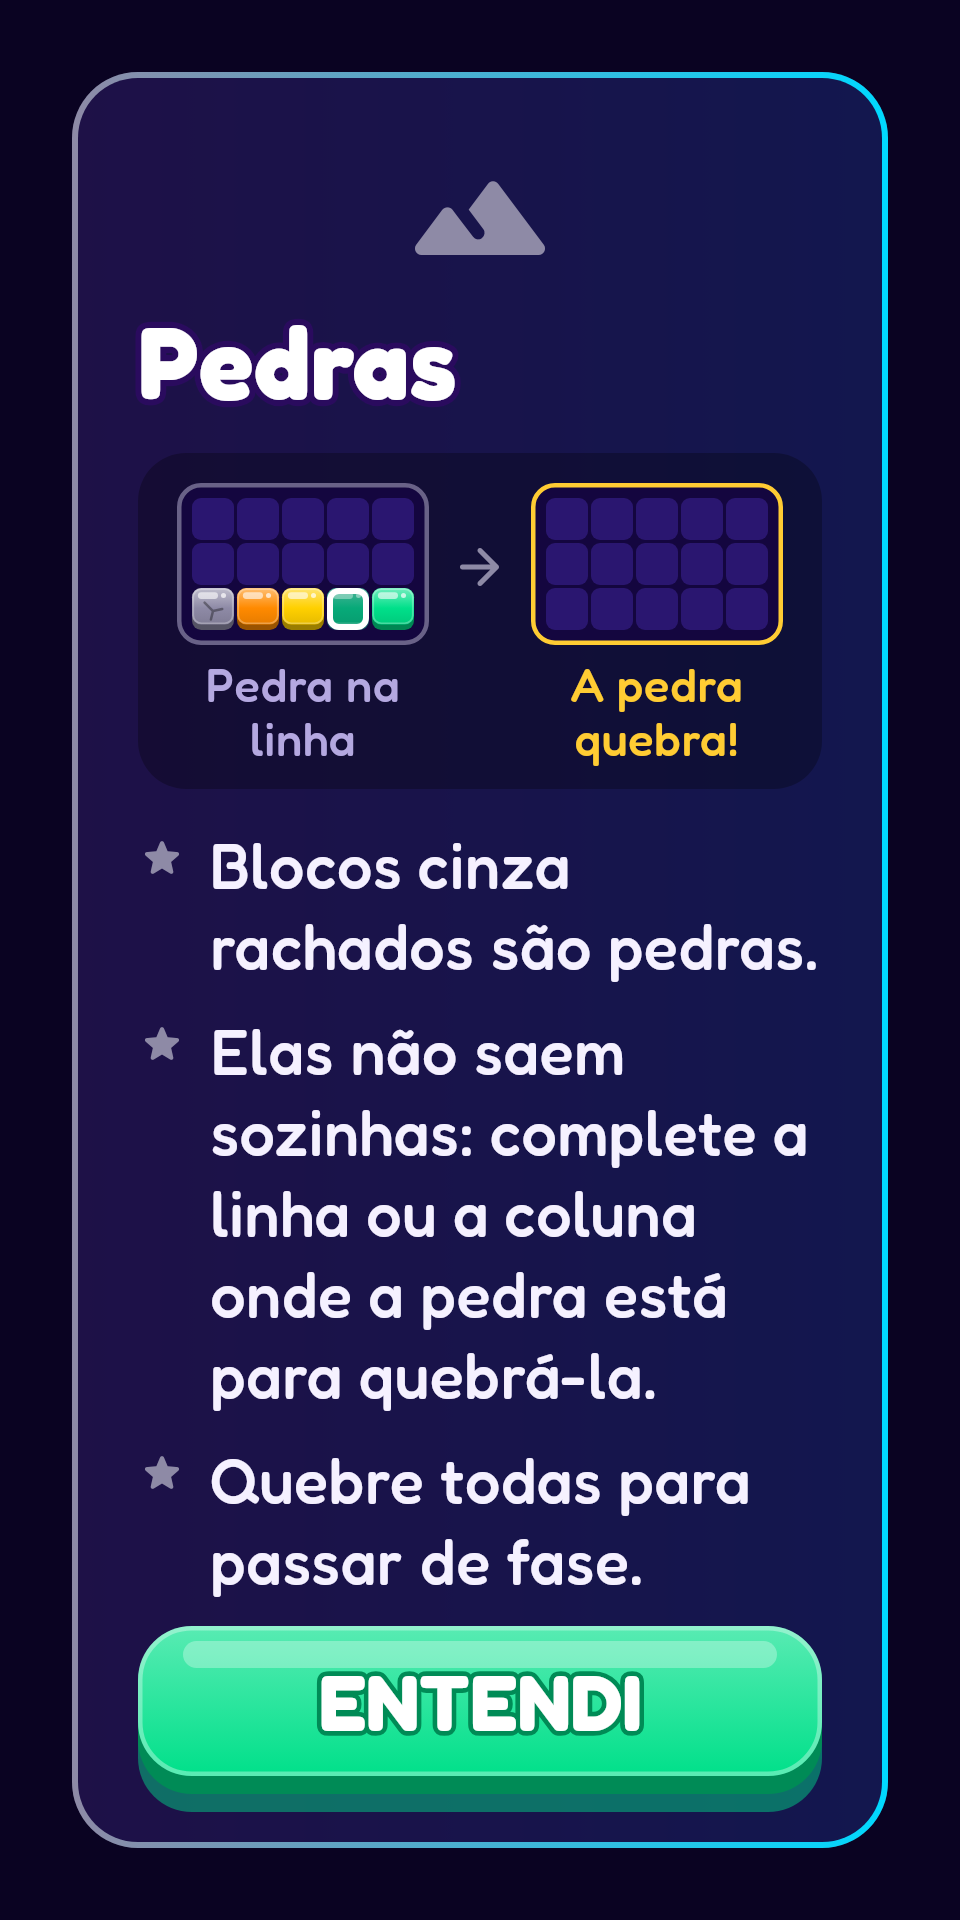 Pedras
Pedra na
linha
A pedra
quebra!
Blocos cinza
rachados são pedras.
Elas não saem
sozinhas: complete a
linha ou a coluna
onde a pedra está
para quebrá-la.
Quebre todas para
passar de fase.
ENTENDI